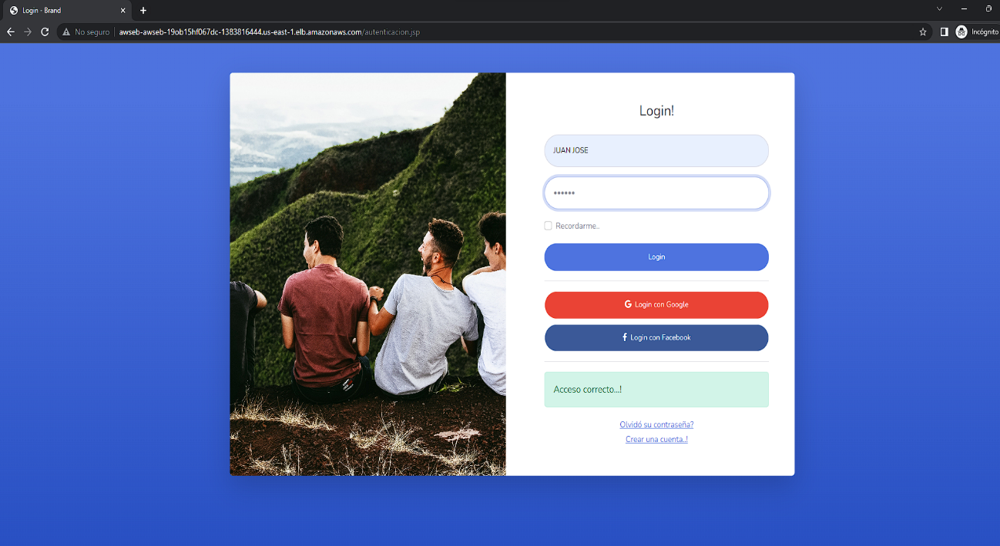 Login - Brand
No seguro
awseb-awseb-19ob15hf067dc-1383816444.us-east-1.elb.amazonaws.com/autenticacion.jsp
Incógnito
Login!
JUAN JOSE
••••••
Recordarme..
Login
G Login con Google
f Login con Facebook
Acceso correcto...!
Olvidó su contraseña?
Crear una cuenta..!